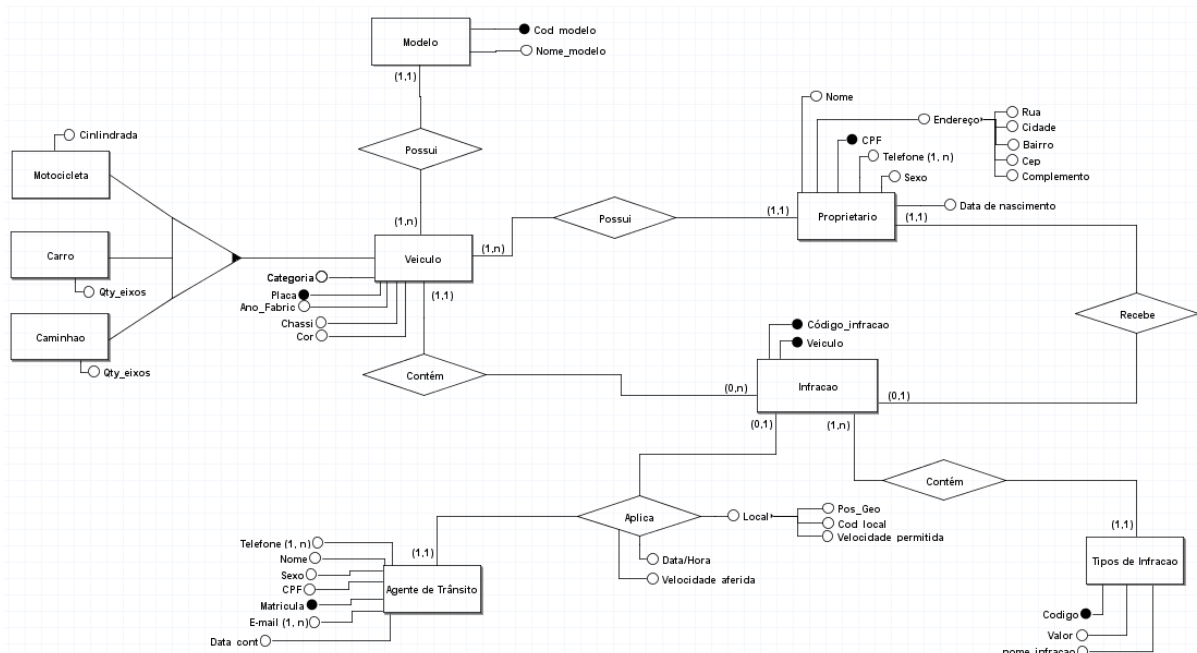 Modelo
Cod modelo
Nome_modelo
(1,1)
Possui
(1,n)
Cinlindrada
Motocicleta
Carro
Qty_eixos
Caminhao
Qty_eixos
Veiculo
(1,n)
(1,1)
Categoria
Placa
Ano_Fabric
Chassi
Cor
Possui
(1,1)
Proprietario
(1,1)
Nome
Endereço
Rua
Cidade
Bairro
Cep
Complemento
CPF
Telefone (1, n)
Sexo
Data de nascimento
Recebe
Contém
(0,n)
Código_infracao
Veiculo
Infracao
(0,1)
(0,1)
(1,n)
Aplica
Local
Pos_Geo
Cod local
Velocidade permitida
Data/Hora
Velocidade aferida
Contém
(1,1)
Tipos de Infracao
Codigo
Valor
nome_infracao
(1,1)
Agente de Trânsito
Telefone (1, n)
Nome
Sexo
CPF
Matricula
E-mail (1, n)
Data cont